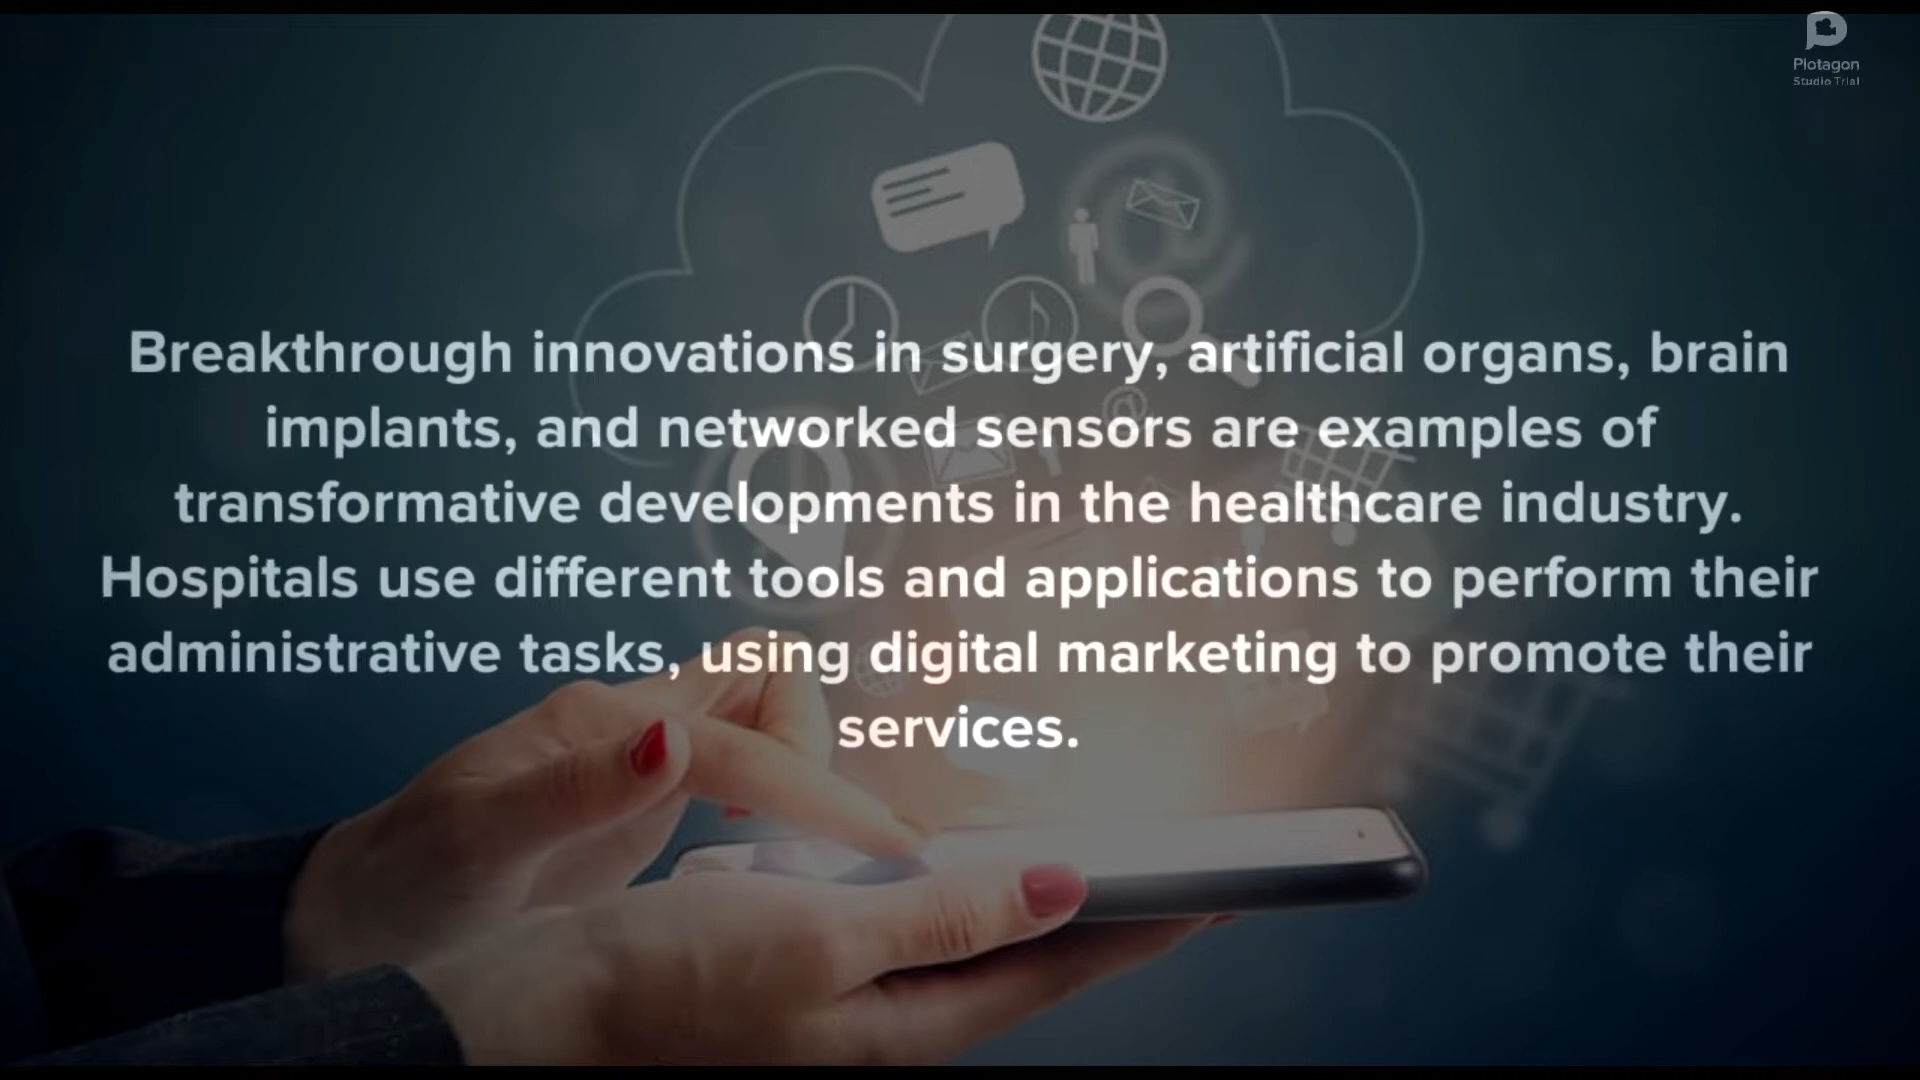 Plotagon
Studio Trial
Breakthrough innovations in surgery, artificial organs, brain
implants, and networked sensors are examples of
transformative developments in the healthcare industry.
Hospitals use different tools and applications to perform their
administrative tasks, using digital marketing to promote their
services.